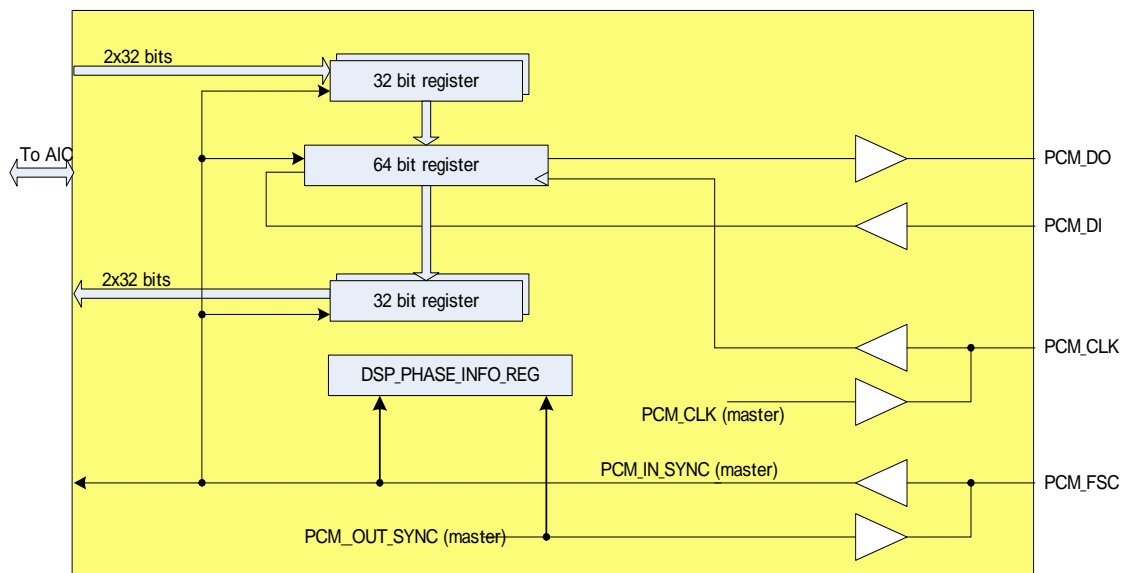 2x32 bits
32 bit register
To AIC
64 bit register
PCM_DO
PCM_DI
2x32 bits
32 bit register
PCM_CLK
DSP_PHASE_INFO_REG
PCM_CLK (master)
PCM_IN_SYNC (master)
PCM_FSC
PCM_OUT_SYNC (master)